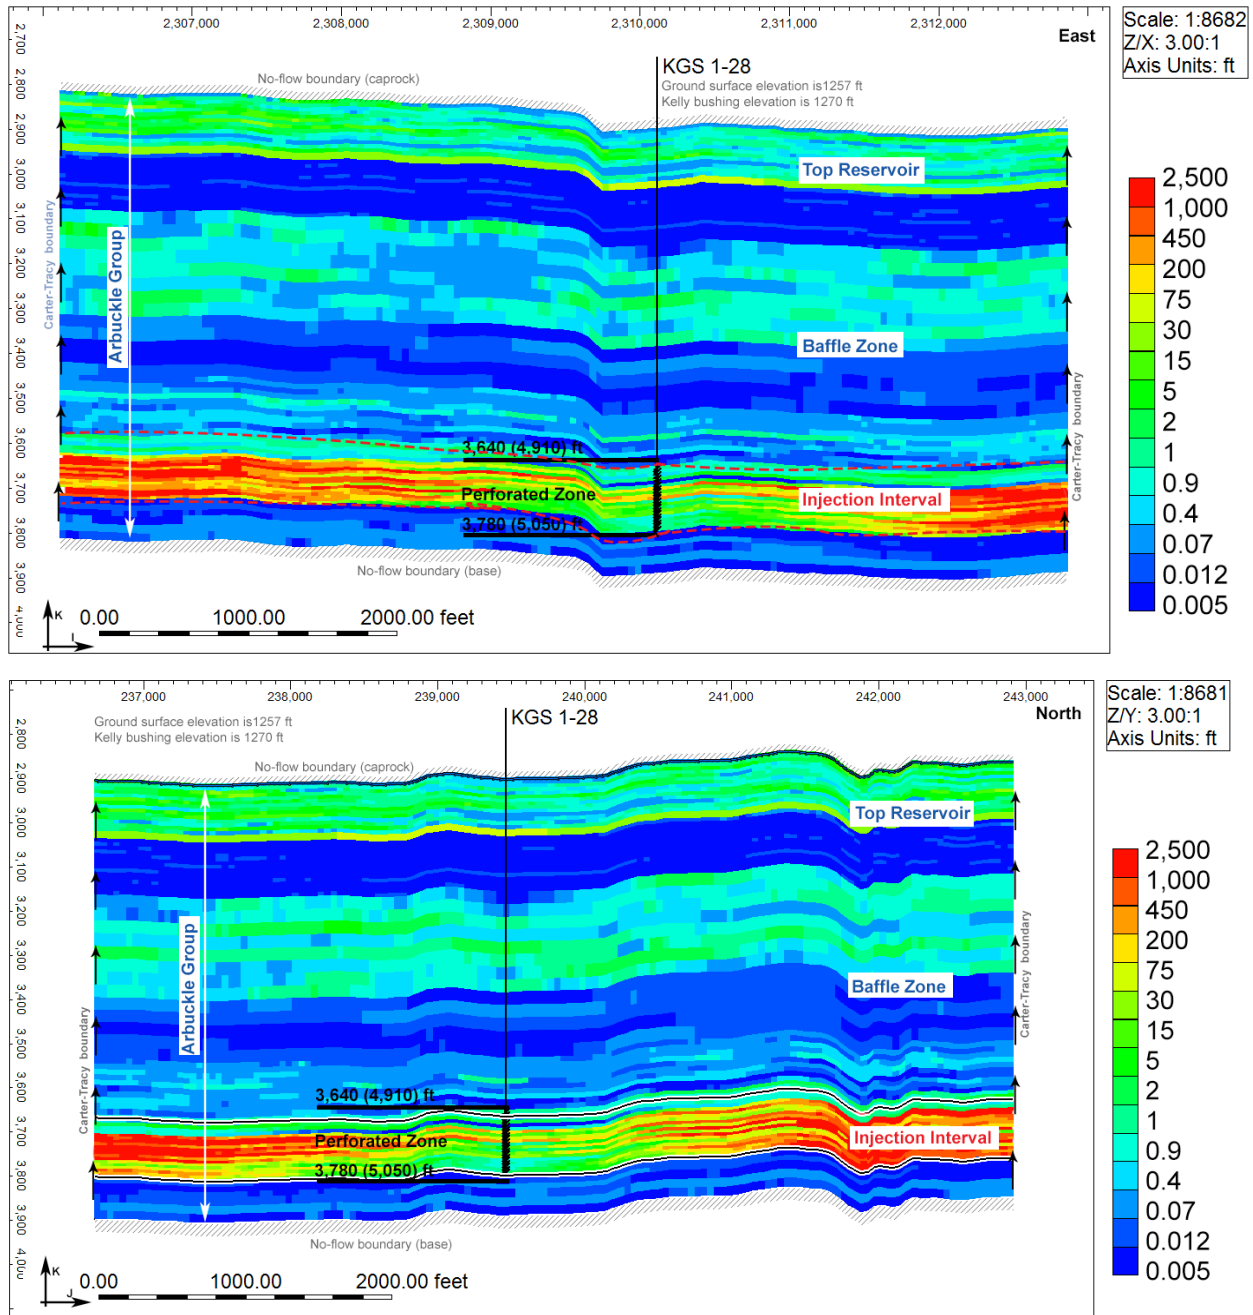 2,307,000 2,308,000 2,309,000 2,310,000 2,311,000 2,312,000
East
Scale: 1:8682
Z/X: 3.00:1
Axis Units: ft
2,700
2,800
2,900
3,000
3,100
3,200
3,300
3,400
3,500
3,600
3,700
3,800
3,900
4,000
No-flow boundary (caprock)
KGS 1-28
Ground surface elevation is1257 ft
Kelly bushing elevation is 1270 ft
Top Reservoir
Carter-Tracy boundary
Arbuckle Group
Baffle Zone
Carter-Tracy boundary
3,640 (4,910) ft
Perforated Zone
Injection Interval
3,780 (5,050) ft
No-flow boundary (base)
K
I
0.00 1000.00 2000.00 feet
2,500
1,000
450
200
75
30
15
5
2
1
0.9
0.4
0.07
0.012
0.005
237,000 238,000 239,000 240,000 241,000 242,000 243,000
North
Scale: 1:8681
Z/Y: 3.00:1
Axis Units: ft
2,800
2,900
3,000
3,100
3,200
3,300
3,400
3,500
3,600
3,700
3,800
3,900
4,000
Ground surface elevation is1257 ft
Kelly bushing elevation is 1270 ft
KGS 1-28
No-flow boundary (caprock)
Top Reservoir
Arbuckle Group
Carter-Tracy boundary
Baffle Zone
Carter-Tracy boundary
3,640 (4,910) ft
Perforated Zone
Injection Interval
3,780 (5,050) ft
No-flow boundary (base)
K
J
0.00 1000.00 2000.00 feet
2,500
1,000
450
200
75
30
15
5
2
1
0.9
0.4
0.07
0.012
0.005